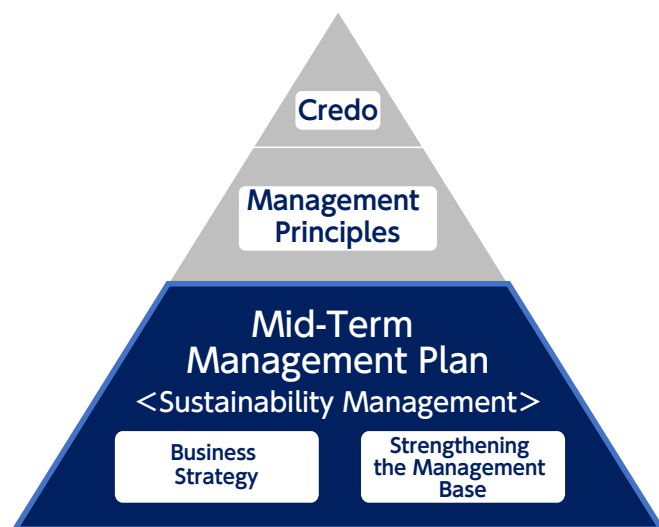 Credo
Management
Principles
Mid-Term
Management Plan
<Sustainability Management>
Business
Strategy
Strengthening
the Management
Base